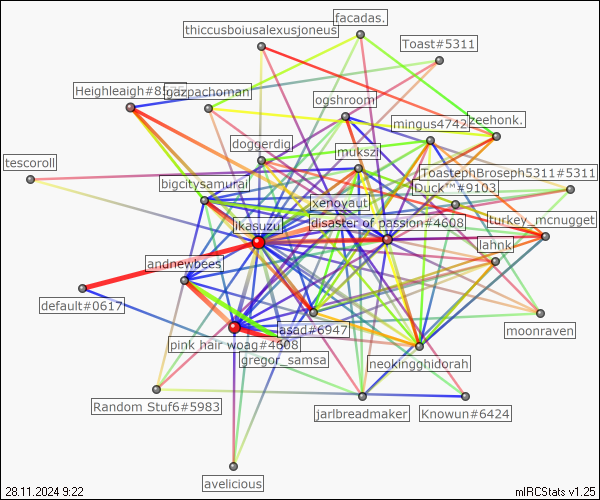 facadas.
thiccusboiusalexusjoneus
Toast#5311
Heighleigh#8
gazpachoman
ogshroom
mingus4742
zeehonk.
doggerdig
mukszi
tescoroll
ToastephBroseph5311#5311
bigcitysamurai
Duck™#9103
xenoyaut
ikasuzu
disaster of passion#4608
turkey_mcnugget
lahnk
andnewbees
default#0617
asad#6947
moonraven
pink hair woag#4608
gregor_samsa
neokingghidorah
Random Stuf6#5983
jarlbreadmaker
Knowun#6424
avelicious
28.11.2024 9:22
mIRCStats v1.25